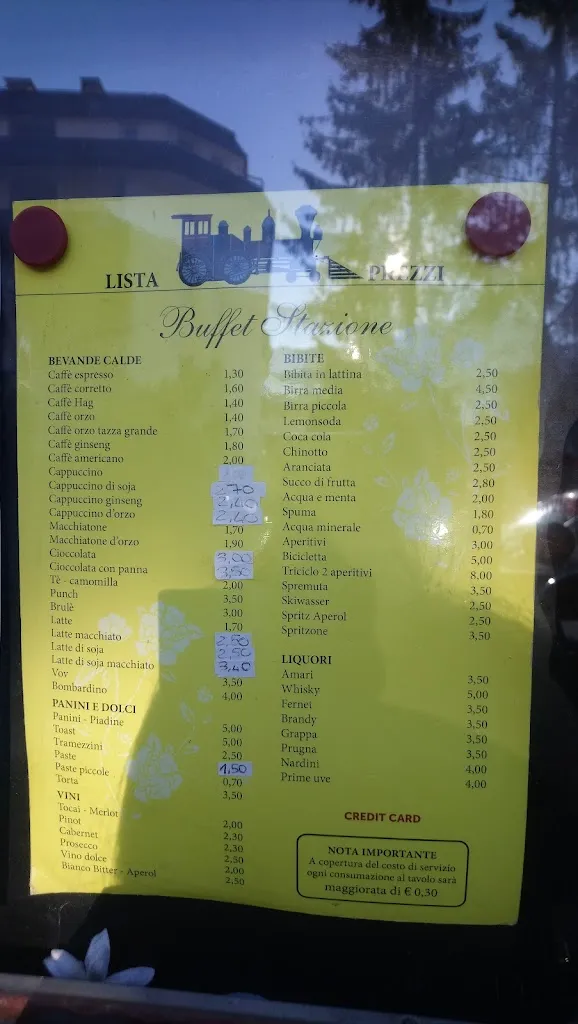 LISTA PREZZI
Buffet Stazione
BEVANDE CALDE
Caffè espresso 1,30
Caffè corretto 1,60
Caffè Hag 1,40
Caffè orzo 1,40
Caffè orzo tazza grande 1,70
Caffè ginseng 1,80
Caffè americano 2,00
Cappuccino
Cappuccino di soja 2,70
Cappuccino ginseng 2,40
Cappuccino d'orzo 2,40
Macchiatone 1,70
Macchiatone d'orzo 1,90
Cioccolata 3,00
Cioccolata con panna 3,50
Tè - camomilla 2,00
Punch 3,50
Brulè 3,00
Latte 1,70
Latte macchiato 2,50
Latte di soja 2,50
Latte di soja macchiato 3,40
Vov 3,50
Bombardino 4,00
PANINI E DOLCI
Panini - Piadine 5,00
Toast 5,00
Tramezzini 2,50
Paste 1,50
Paste piccole 0,70
Torta 3,50
VINI
Tocai - Merlot 2,00
Pinot 2,30
Cabernet 2,30
Prosecco 2,50
Vino dolce 2,00
Bianco Bitter - Aperol 2,50
BIBITE
Bibita in lattina 2,50
Birra media 4,50
Birra piccola 2,50
Lemonsoda 2,50
Coca cola 2,50
Chinotto 2,50
Aranciata 2,50
Succo di frutta 2,80
Acqua e menta 2,00
Spuma 1,80
Acqua minerale 0,70
Aperitivi 3,00
Bicicletta 5,00
Triciclo 2 aperitivi 8,00
Spremuta 3,50
Skiwasser 2,50
Spritz Aperol 2,50
Spritzone 3,50
LIQUORI
Amari 3,50
Whisky 5,00
Fernet 3,50
Brandy 3,50
Grappa 3,50
Prugna 3,50
Nardini 4,00
Prime uve 4,00
CREDIT CARD
NOTA IMPORTANTE
A copertura del costo di servizio
ogni consumazione al tavolo sarà
maggiorata di € 0,30